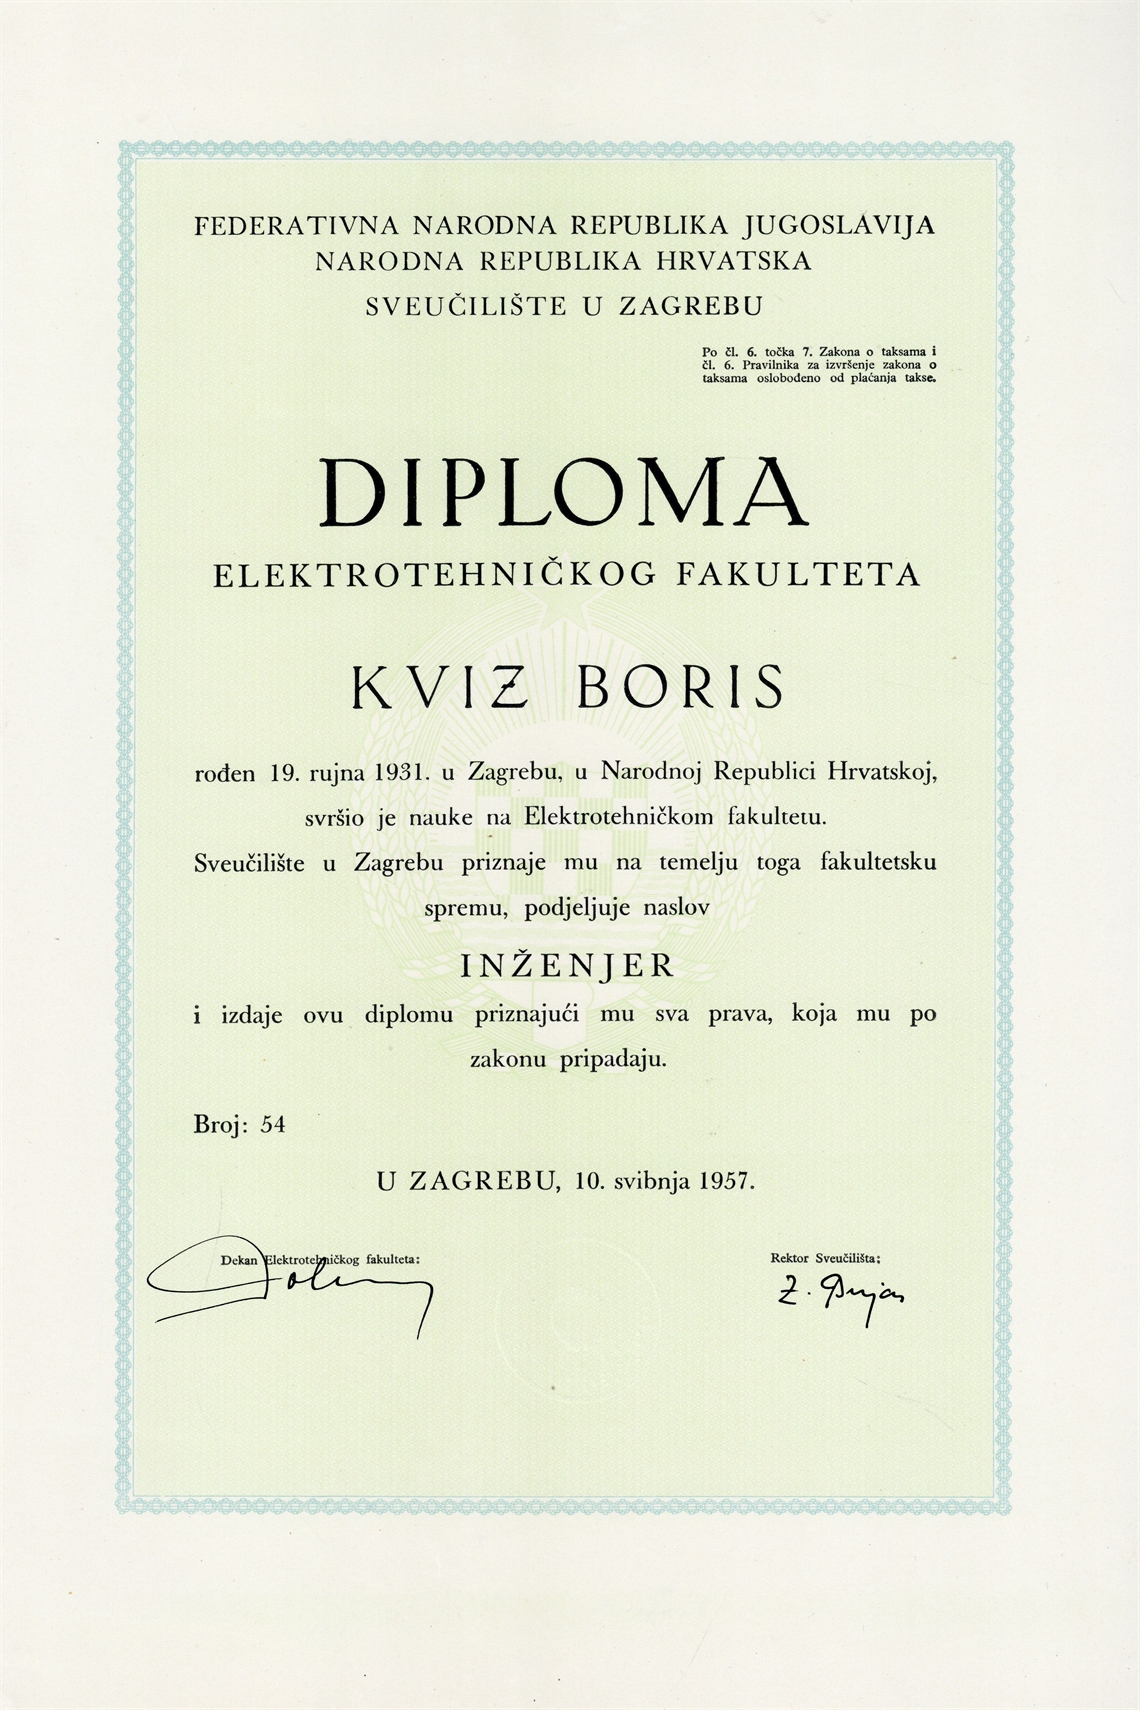 FEDERATIVNA NARODNA REPUBLIKA JUGOSLAVIJA
NARODNA REPUBLIKA HRVATSKA
SVEUČILIŠTE U ZAGREBU
Po čl. 6. točka 7. Zakona o taksama i
čl. 6. Pravilnika za izvršenje zakona o
taksama oslobođeno od plaćanja takse.
DIPLOMA
ELEKTROTEHNIČKOG FAKULTETA
KVIZ BORIS
rođen 19. rujna 1931. u Zagrebu, u Narodnoj Republici Hrvatskoj,
svršio je nauke na Elektrotehničkom fakultetu.
Sveučilište u Zagrebu priznaje mu na temelju toga fakultetsku
spremu, podjeljuje naslov
INŽENJER
i izdaje ovu diplomu priznajući mu sva prava, koja mu po
zakonu pripadaju.
Broj: 54
U ZAGREBU, 10. svibnja 1957.
Dekan Elektrotehničkog fakulteta:
Rektor Sveučilišta:
Z.